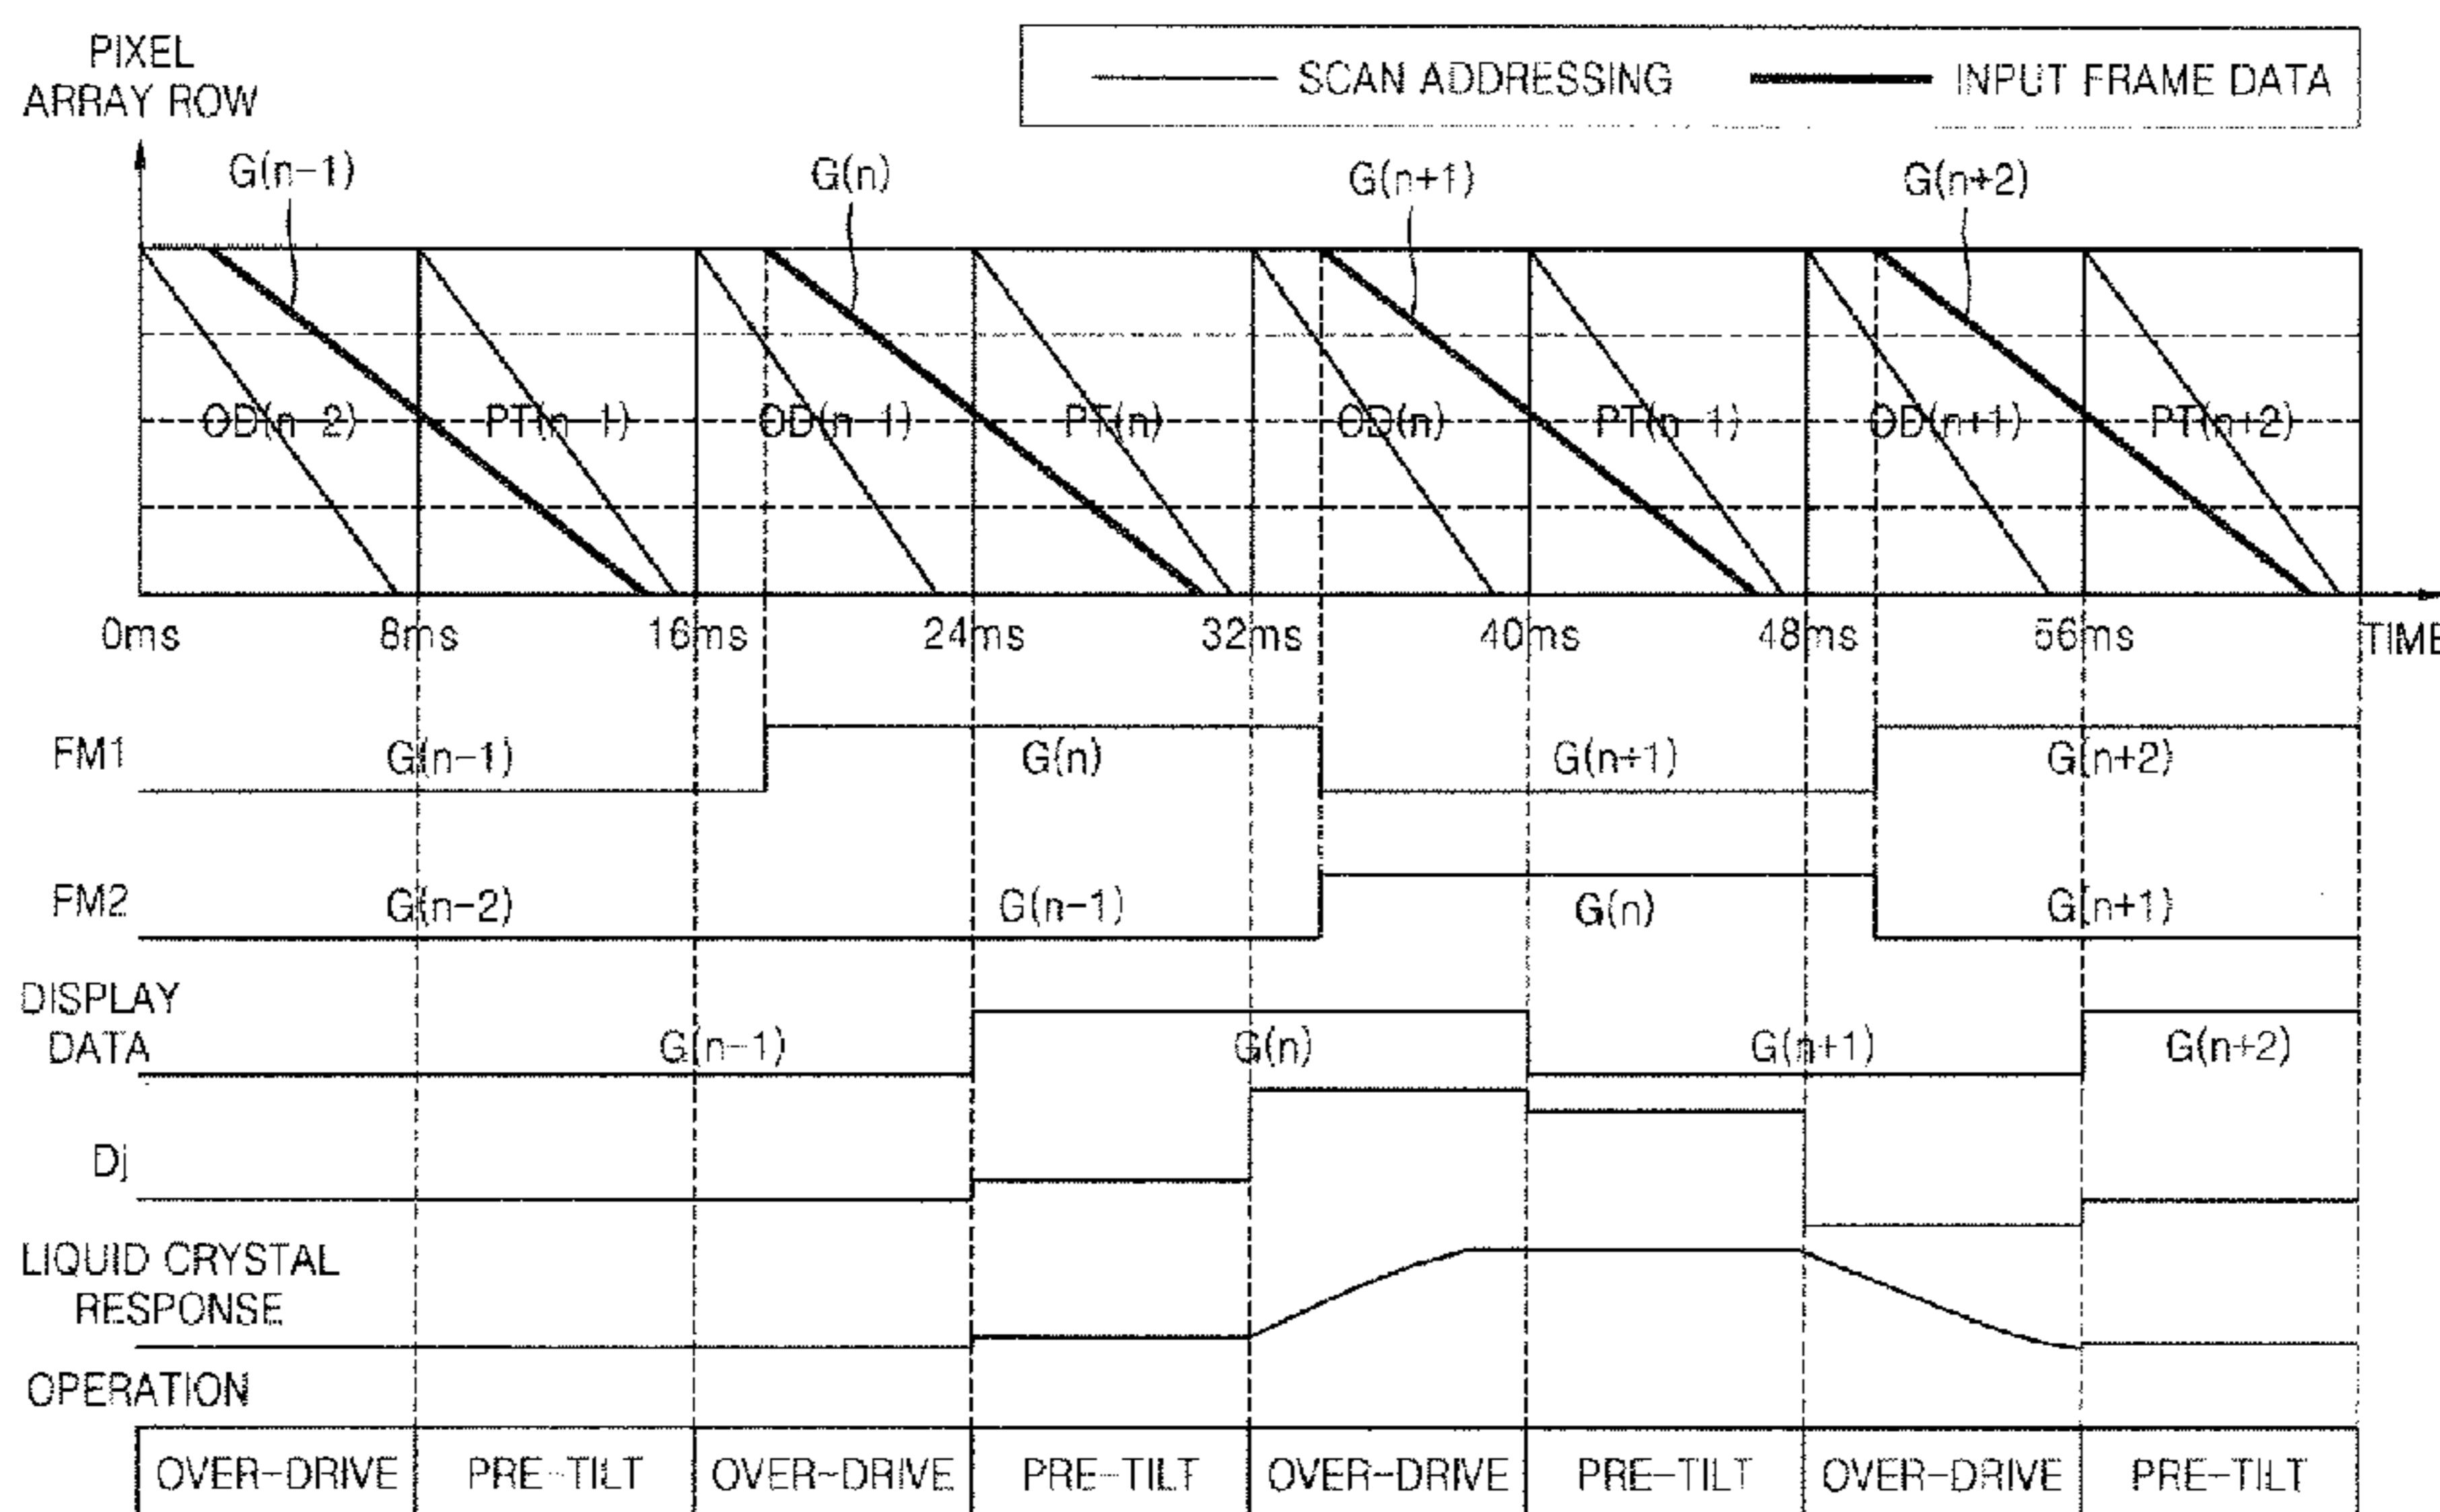 PIXEL
ARRAY ROW
SCAN ADDRESSING
INPUT FRAME DATA
G(n-1)
G(n)
G(n+1)
G(n+2)
OD(n-2)
PT(n-1)
OD(n-1)
PT(n)
OD(n)
PT(n-1)
OD(n+1)
PT(n+2)
0ms
8ms
16ms
24ms
32ms
40ms
48ms
56ms
TIME
FM1
G(n-1)
G(n)
G(n+1)
G(n+2)
FM2
G(n-2)
G(n-1)
G(n)
G(n+1)
DISPLAY
DATA
G(n-1)
G(n)
G(n+1)
G(n+2)
Dj
LIQUID CRYSTAL
RESPONSE
OPERATION
OVER-DRIVE
PRE-TILT
OVER-DRIVE
PRE-TILT
OVER-DRIVE
PRE-TILT
OVER-DRIVE
PRE-TILT